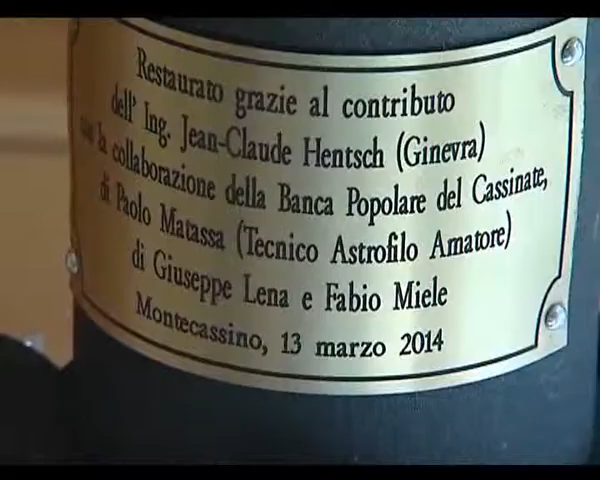 Restaurato grazie al contributo
dell' Ing. Jean-Claude Hentsch (Ginevra)
con la collaborazione della Banca Popolare del Cassinate,
di Paolo Matassa (Tecnico Astrofilo Amatore)
di Giuseppe Lena e Fabio Miele
Montecassino, 13 marzo 2014